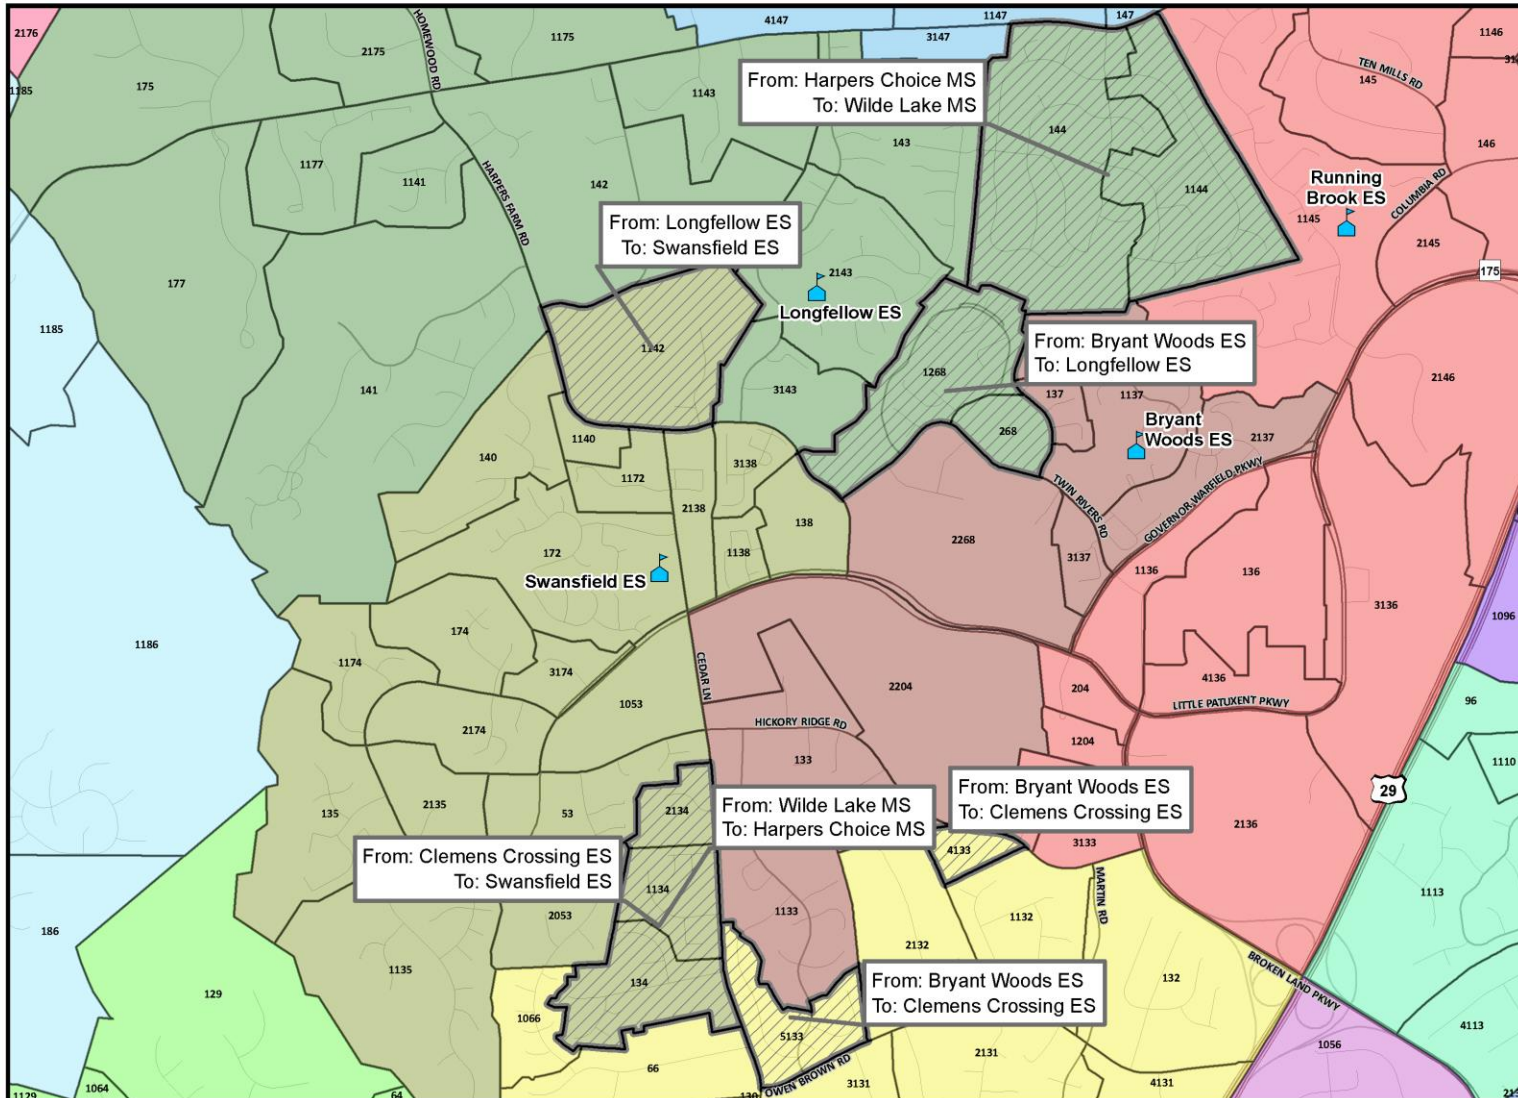 2176
4147
1147
147
3147
1146
1175
2175
HOMEWOOD RD
175
1185
1143
From: Harpers Choice MS
To: Wilde Lake MS
TEN MILLS RD
145
144
143
146
1177
1141
142
HARPERS FARM RD
1144
Running
Brook ES
1145
COLUMBIA RD
From: Longfellow ES
To: Swansfield ES
2145
175
177
2143
Longfellow ES
1185
1142
From: Bryant Woods ES
To: Longfellow ES
1268
2146
141
3143
137
1137
Bryant
Woods ES
2137
268
140
1140
3138
1172
TWIN RIVERS RD
GOVERNOR WARFIELD PKWY
2138
138
2268
172
1138
3137
1136
136
Swansfield ES
3136
1096
1186
174
1174
3174
CEDAR LN
2204
204
4136
1053
LITTLE PATUXENT PKWY
96
2174
HICKORY RIDGE RD
1204
133
1110
From: Bryant Woods ES
To: Clemens Crossing ES
29
135
2135
53
2134
From: Wilde Lake MS
To: Harpers Choice MS
2136
4133
3133
From: Clemens Crossing ES
To: Swansfield ES
1134
MARTIN RD
1113
1133
2053
1132
186
2132
1135
From: Bryant Woods ES
To: Clemens Crossing ES
132
BROKEN LAND PKWY
129
134
1066
5133
4113
1056
66
2131
OWEN BROWN RD
3131
4131
1064
1129
64
130